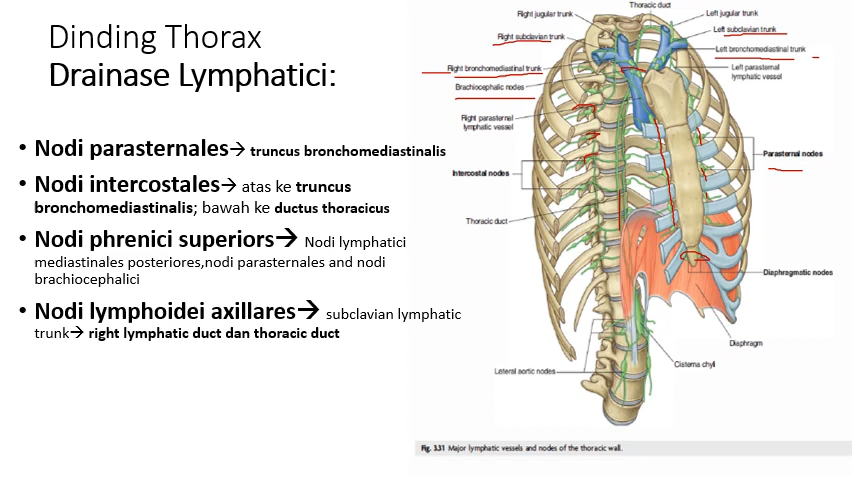 Dinding Thorax
Drainase Lymphatici:
• Nodi parasternales→ truncus bronchomediastinalis
• Nodi intercostales→ atas ke truncus
bronchomediastinalis; bawah ke ductus thoracicus
• Nodi phrenici superiors→ Nodi lymphatici
mediastinales posteriores,nodi parasternales and nodi
brachiocephalici
• Nodi lymphoidei axillares→ subclavian lymphatic
trunk→ right lymphatic duct dan thoracic duct
Thoracic duct
Right jugular trunk
Left jugular trunk
Right subclavian trunk
Left subclavian trunk
Left bronchomediastinal trunk
Right bronchomediastinal trunk
Left parasternal
lymphatic vessel
Brachiocephalic nodes
Right parasternal
lymphatic vessel
Parasternal nodes
Intercostal nodes
Thoracic duct
Diaphragmatic nodes
Diaphragm
Cisterna chyli
Lateral aortic nodes
Fig. 3.31 Major lymphatic vessels and nodes of the thoracic wall.